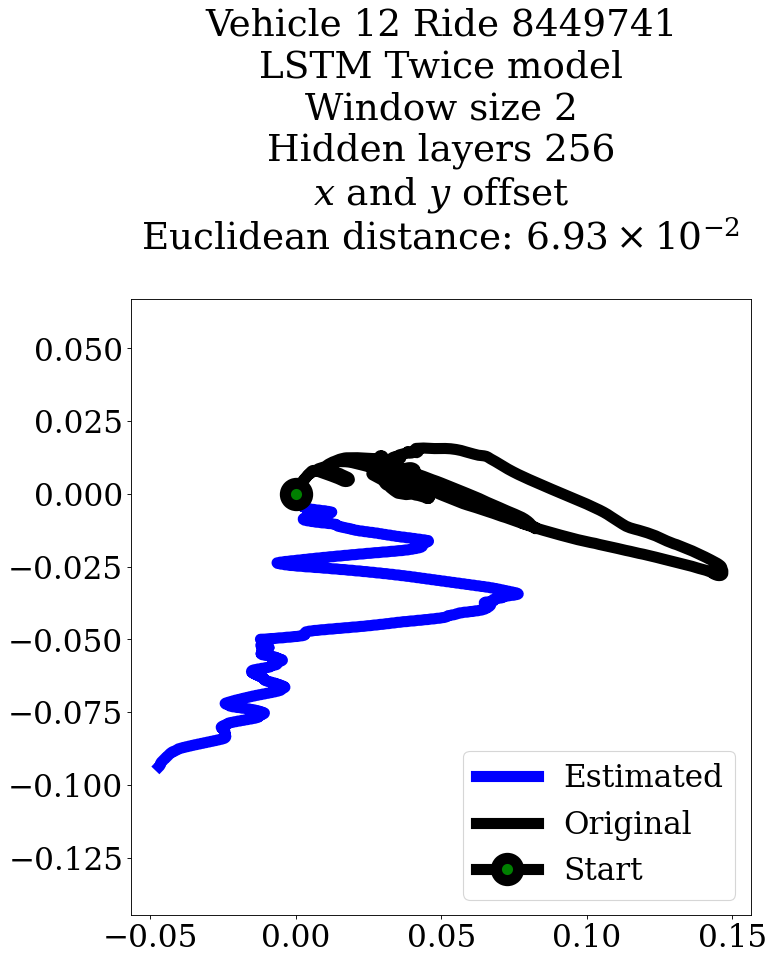 Vehicle 12 Ride 8449741
LSTM Twice model
Window size 2
Hidden layers 256
x and y offset
Euclidean distance: 6.93 × 10⁻²
0.050
0.025
0.000
−0.025
−0.050
−0.075
−0.100
−0.125
−0.05
0.00
0.05
0.10
0.15
Estimated
Original
Start